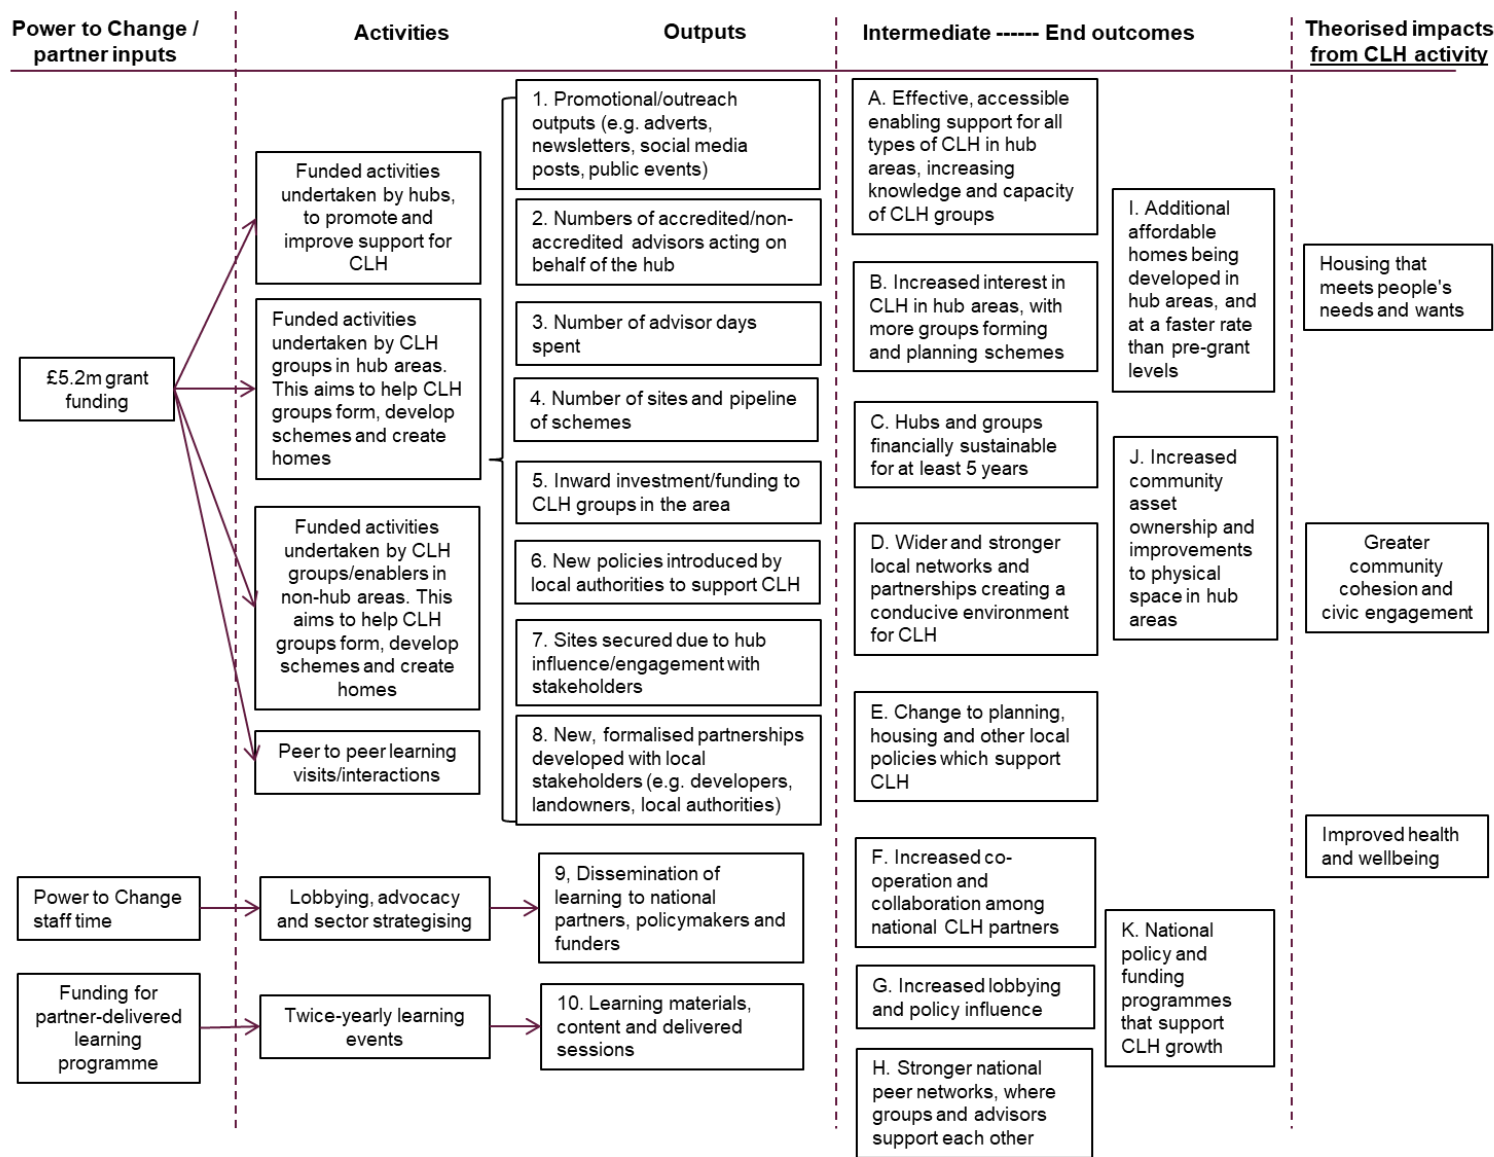 Power to Change /
partner inputs
Activities
Outputs
Intermediate ------ End outcomes
Theorised impacts
from CLH activity
£5.2m grant
funding
Power to Change
staff time
Funding for
partner-delivered
learning
programme
Funded activities
undertaken by hubs,
to promote and
improve support for
CLH
Funded activities
undertaken by CLH
groups in hub areas.
This aims to help CLH
groups form, develop
schemes and create
homes
Funded activities
undertaken by CLH
groups/enablers in
non-hub areas. This
aims to help CLH
groups form, develop
schemes and create
homes
Peer to peer learning
visits/interactions
Lobbying, advocacy
and sector strategising
Twice-yearly learning
events
1. Promotional/outreach
outputs (e.g. adverts,
newsletters, social media
posts, public events)
2. Numbers of accredited/non-
accredited advisors acting on
behalf of the hub
3. Number of advisor days
spent
4. Number of sites and pipeline
of schemes
5. Inward investment/funding to
CLH groups in the area
6. New policies introduced by
local authorities to support CLH
7. Sites secured due to hub
influence/engagement with
stakeholders
8. New, formalised partnerships
developed with local
stakeholders (e.g. developers,
landowners, local authorities)
9, Dissemination of
learning to national
partners, policymakers and
funders
10. Learning materials,
content and delivered
sessions
A. Effective, accessible
enabling support for all
types of CLH in hub
areas, increasing
knowledge and capacity
of CLH groups
B. Increased interest in
CLH in hub areas, with
more groups forming
and planning schemes
C. Hubs and groups
financially sustainable
for at least 5 years
D. Wider and stronger
local networks and
partnerships creating a
conducive environment
for CLH
E. Change to planning,
housing and other local
policies which support
CLH
F. Increased co-
operation and
collaboration among
national CLH partners
G. Increased lobbying
and policy influence
H. Stronger national
peer networks, where
groups and advisors
support each other
I. Additional
affordable
homes being
developed in
hub areas, and
at a faster rate
than pre-grant
levels
J. Increased
community
asset
ownership and
improvements
to physical
space in hub
areas
K. National
policy and
funding
programmes
that support
CLH growth
Housing that
meets people's
needs and wants
Greater
community
cohesion and
civic engagement
Improved health
and wellbeing